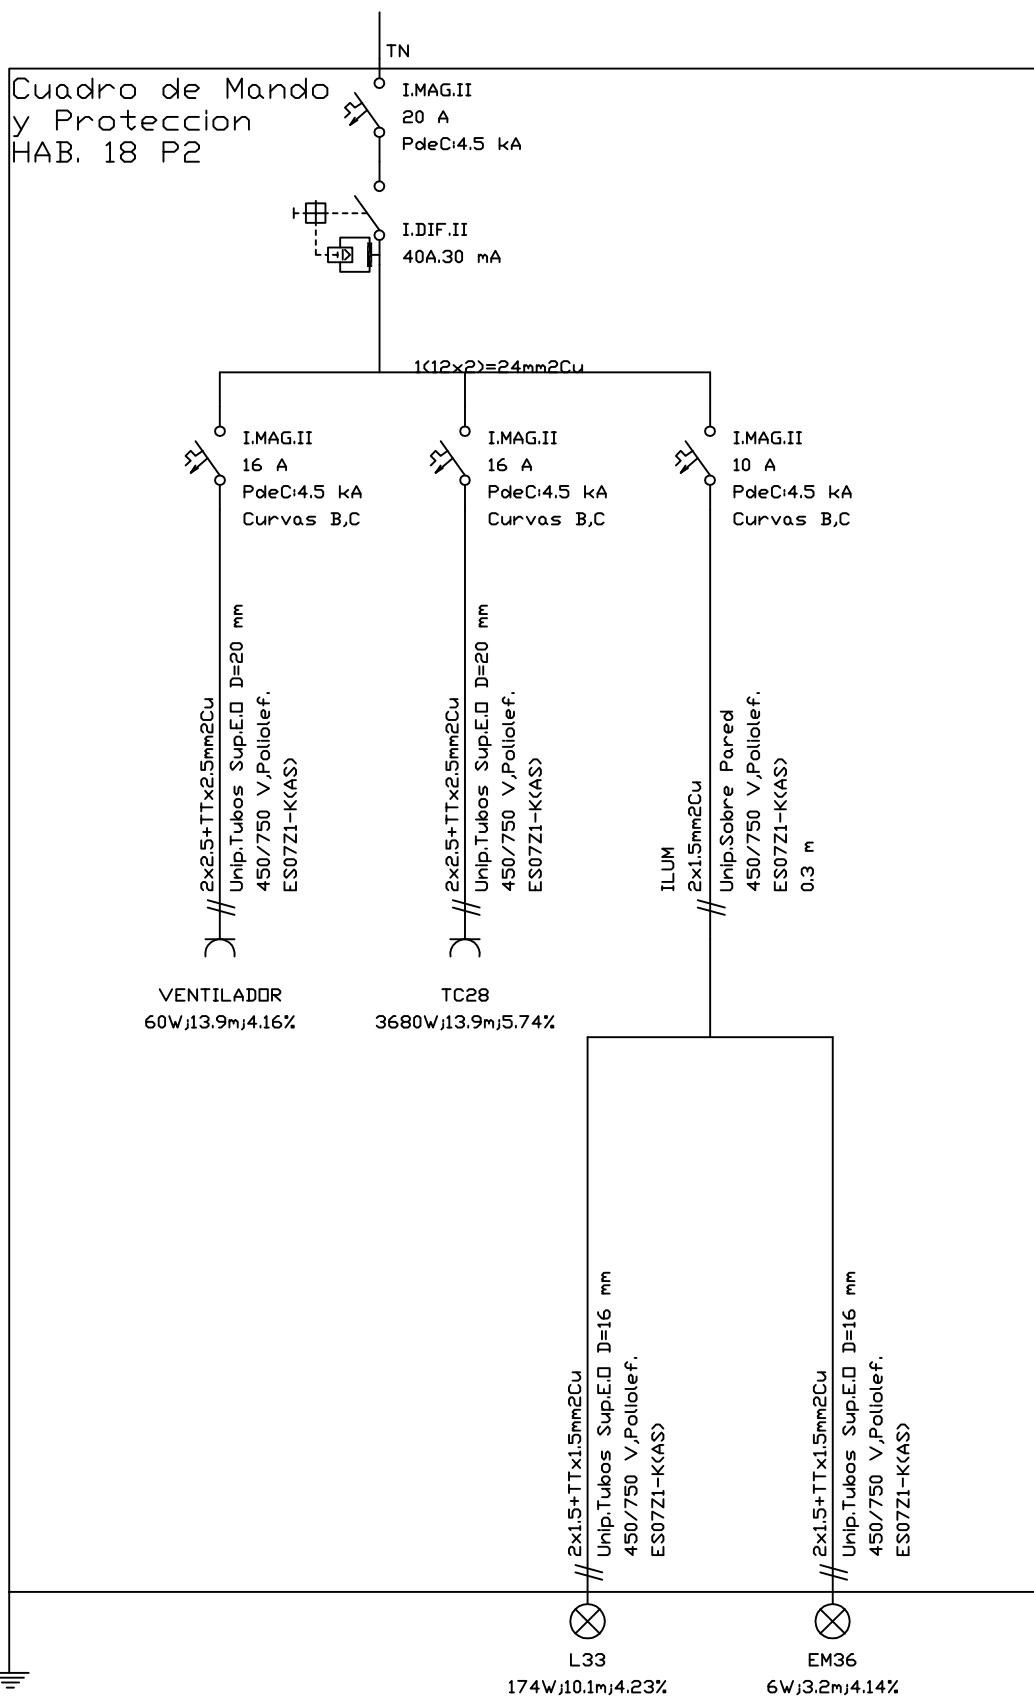 TN
Cuadro de Mando
y Proteccion
HAB. 18 P2
I.MAG.II
20 A
PdeC:4.5 kA
I.DIF.II
40A.30 mA
1(12x2)=24mm2Cu
I.MAG.II
16 A
PdeC:4.5 kA
Curvas B,C
I.MAG.II
16 A
PdeC:4.5 kA
Curvas B,C
I.MAG.II
10 A
PdeC:4.5 kA
Curvas B,C
2x2.5+TTx2.5mm2Cu
Unip.Tubos Sup.E.O D=20 mm
450/750 V,Poliolef.
ES07Z1-K(AS)
2x2.5+TTx2.5mm2Cu
Unip.Tubos Sup.E.O D=20 mm
450/750 V,Poliolef.
ES07Z1-K(AS)
ILUM
2x1.5mm2Cu
Unip.Sobre Pared
450/750 V,Poliolef.
ES07Z1-K(AS)
0.3 m
VENTILADOR
60W;13.9m;4.16%
TC28
3680W;13.9m;5.74%
2x1.5+TTx1.5mm2Cu
Unip.Tubos Sup.E.O D=16 mm
450/750 V,Poliolef.
ES07Z1-K(AS)
2x1.5+TTx1.5mm2Cu
Unip.Tubos Sup.E.O D=16 mm
450/750 V,Poliolef.
ES07Z1-K(AS)
L33
174W;10.1m;4.23%
EM36
6W;3.2m;4.14%